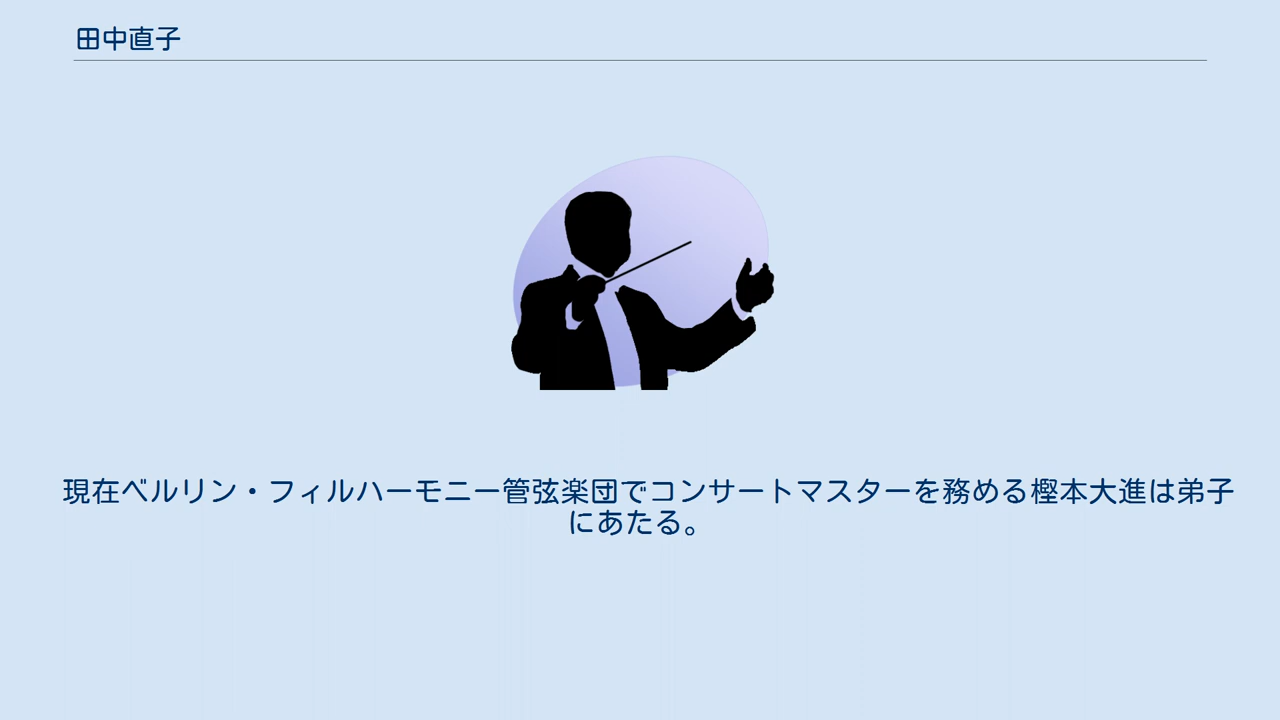 田中直子
現在ベルリン・フィルハーモニー管弦楽団でコンサートマスターを務める樫本大進は弟子
にあたる。